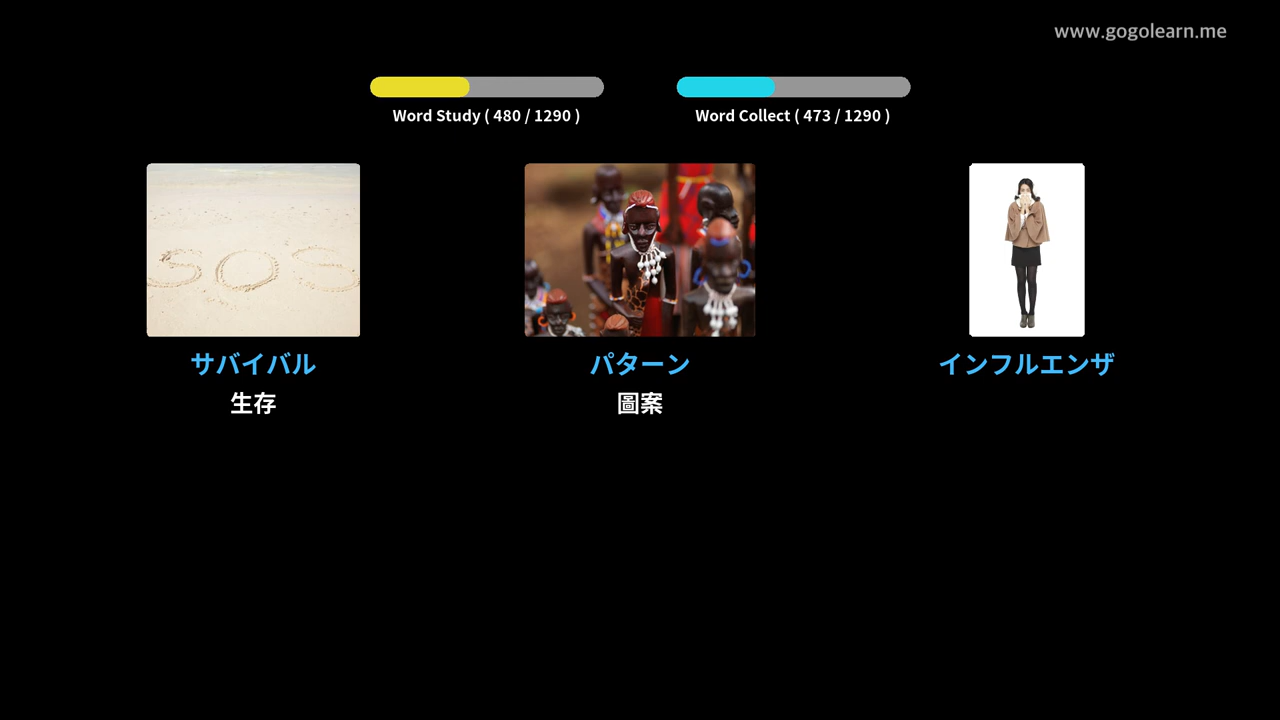 www.gogolearn.me
Word Study ( 480 / 1290 )
Word Collect ( 473 / 1290 )
SOS
サバイバル
パターン
インフルエンザ
生存
圖案